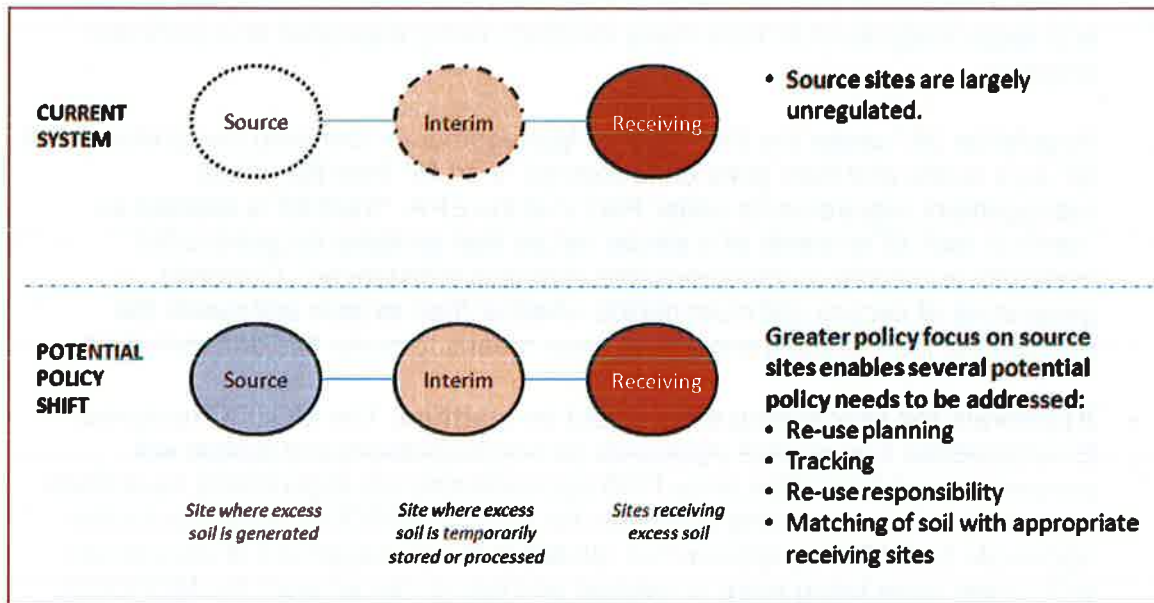 CURRENT
SYSTEM
Source
Interim
Receiving
• Source sites are largely
unregulated.
POTENTIAL
POLICY
SHIFT
Source
Interim
Receiving
Greater policy focus on source
sites enables several potential
policy needs to be addressed:
• Re-use planning
• Tracking
• Re-use responsibility
• Matching of soil with appropriate
receiving sites
Site where excess
soil is generated
Site where excess
soil is temporarily
stored or processed
Sites receiving
excess soil